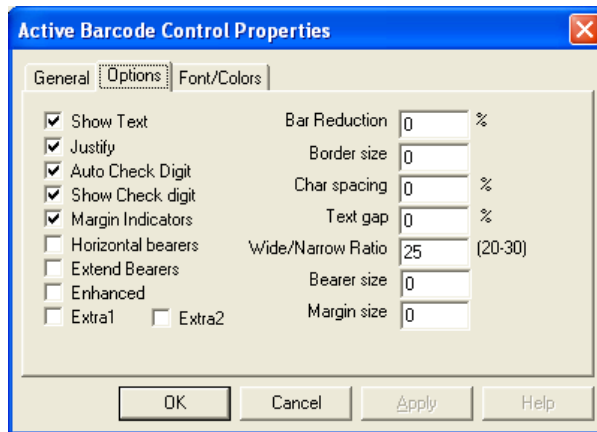 Active Barcode Control Properties
General Options Font/Colors
Show Text
Justify
Auto Check Digit
Show Check digit
Margin Indicators
Horizontal bearers
Extend Bearers
Enhanced
Extra1 Extra2
Bar Reduction 0 %
Border size 0
Char spacing 0 %
Text gap 0 %
Wide/Narrow Ratio 25 (20-30)
Bearer size 0
Margin size 0
OK Cancel Apply Help